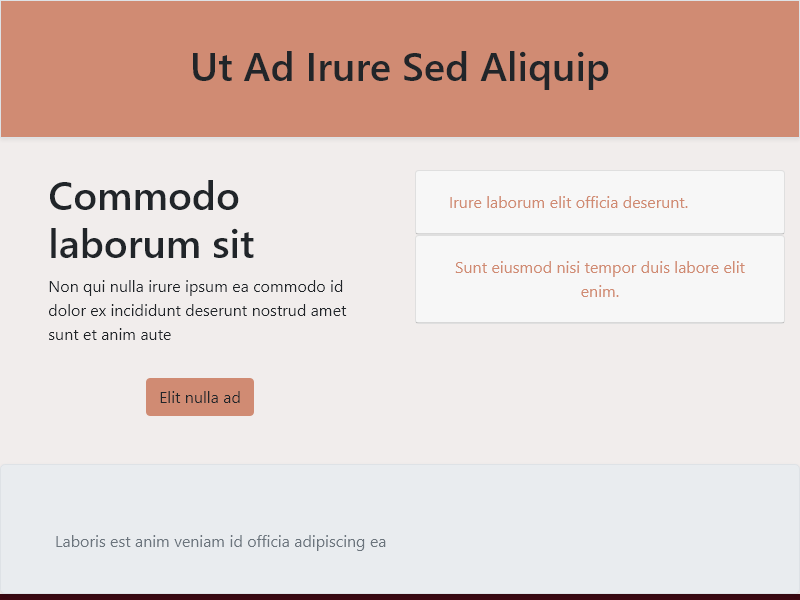 Ut Ad Irure Sed Aliquip
Commodo
laborum sit
Non qui nulla irure ipsum ea commodo id
dolor ex incididunt deserunt nostrud amet
sunt et anim aute
Elit nulla ad
Irure laborum elit officia deserunt.
Sunt eiusmod nisi tempor duis labore elit
enim.
Laboris est anim veniam id officia adipiscing ea